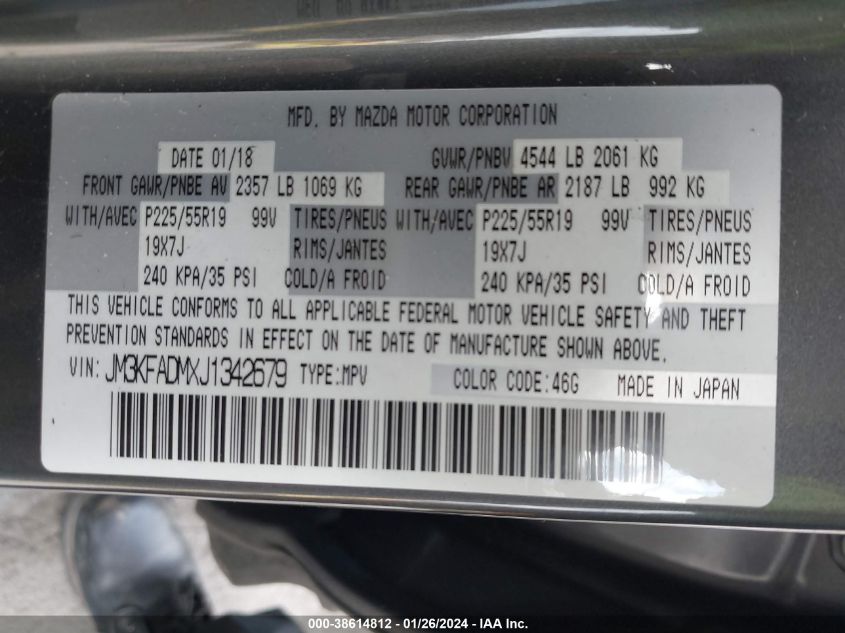 MFD. BY MAZDA MOTOR CORPORATION
DATE 01/18 GVWR/PNBV 4544 LB 2061 KG
FRONT GAWR/PNBE AV 2357 LB 1069 KG REAR GAWR/PNBE AR 2187 LB 992 KG
WITH/AVEC P225/55R19 99V TIRES/PNEUS WITH/AVEC P225/55R19 99V TIRES/PNEUS
19X7J RIMS/JANTES 19X7J RIMS/JANTES
240 KPA/35 PSI COLD/A FROID 240 KPA/35 PSI COLD/A FROID
THIS VEHICLE CONFORMS TO ALL APPLICABLE FEDERAL MOTOR VEHICLE SAFETY AND THEFT
PREVENTION STANDARDS IN EFFECT ON THE DATE OF MANUFACTURE SHOWN ABOVE.
VIN: JM3KFADMXJ1342679 TYPE:MPV COLOR CODE:46G MADE IN JAPAN
000-38614812 - 01/26/2024 - IAA Inc.